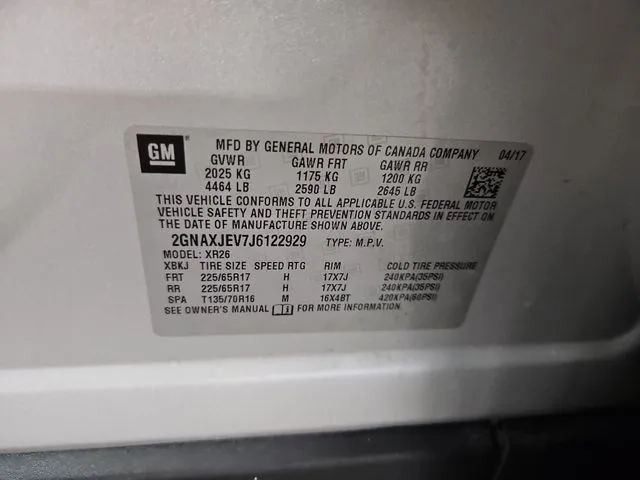 GM
MFD BY GENERAL MOTORS OF CANADA COMPANY 04/17
GVWR GAWR FRT GAWR RR
2025 KG 1175 KG 1200 KG
4464 LB 2590 LB 2645 LB
THIS VEHICLE CONFORMS TO ALL APPLICABLE U.S. FEDERAL MOTOR
VEHICLE SAFETY AND THEFT PREVENTION STANDARDS IN EFFECT ON
THE DATE OF MANUFACTURE SHOWN ABOVE.
2GNAXJEV7J6122929 TYPE: M.P.V.
MODEL: XR26
XBKJ TIRE SIZE SPEED RTG RIM COLD TIRE PRESSURE
FRT 225/65R17 H 17X7J 240KPA(35PSI)
RR 225/65R17 H 17X7J 240KPA(35PSI)
SPA T135/70R16 M 16X4BT 420KPA(60PSI)
SEE OWNER'S MANUAL FOR MORE INFORMATION.